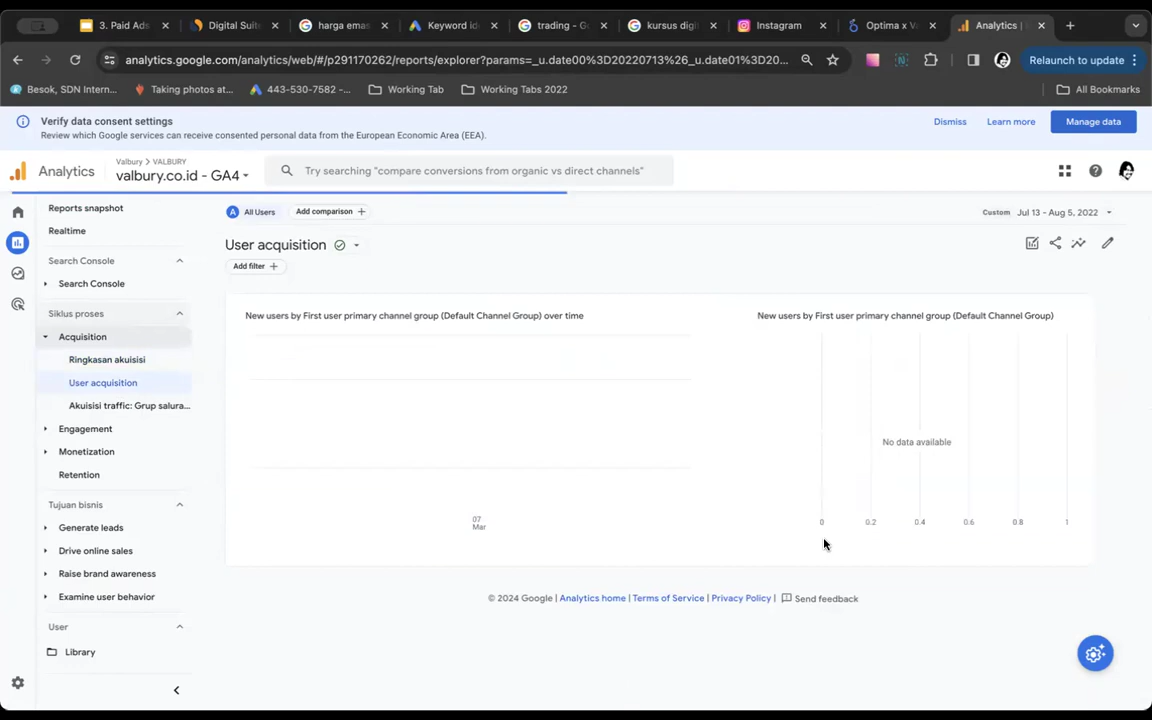 3. Paid Ads
Digital Suit
harga emas
Keyword ide
trading - Go
kursus digi
Instagram
Optima x Va
Analytics |
analytics.google.com/analytics/web/#/p291170262/reports/explorer?params=_u.date00%3D20220713%26_u.date01%3D20...
Relaunch to update
Besok, SDN Intern...
Taking photos at...
443-530-7582 -...
Working Tab
Working Tabs 2022
All Bookmarks
Verify data consent settings
Review which Google services can receive consented personal data from the European Economic Area (EEA).
Dismiss
Learn more
Manage data
Analytics
Valbury > VALBURY
valbury.co.id - GA4
Try searching "compare conversions from organic vs direct channels"
Reports snapshot
Realtime
Search Console
Search Console
Siklus proses
Acquisition
Ringkasan akuisisi
User acquisition
Akuisisi traffic: Grup salura...
Engagement
Monetization
Retention
Tujuan bisnis
Generate leads
Drive online sales
Raise brand awareness
Examine user behavior
User
Library
A All Users
Add comparison +
Custom Jul 13 - Aug 5, 2022
User acquisition
Add filter +
New users by First user primary channel group (Default Channel Group) over time
07
Mar
New users by First user primary channel group (Default Channel Group)
No data available
0 0.2 0.4 0.6 0.8 1
© 2024 Google | Analytics home | Terms of Service | Privacy Policy | Send feedback